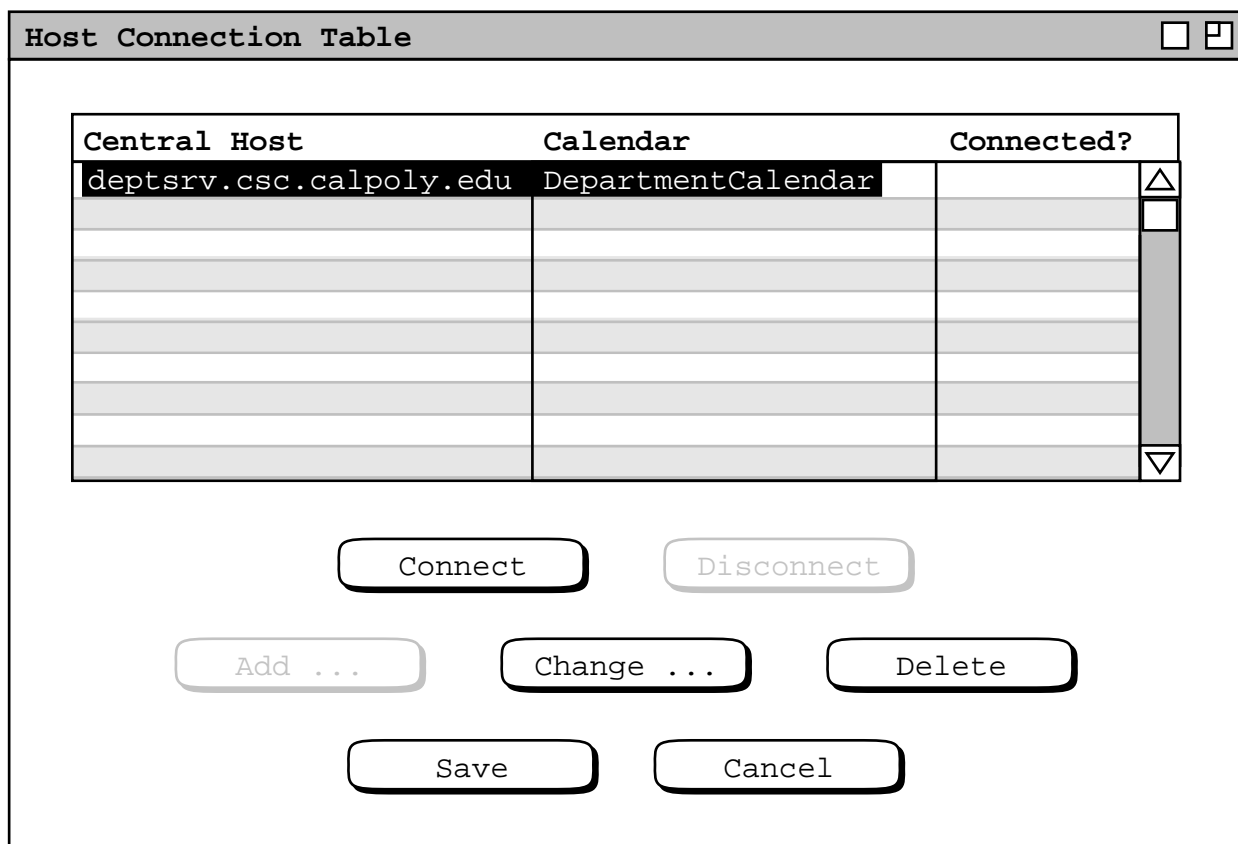 Host Connection Table
Central Host Calendar Connected?
deptsrv.csc.calpoly.edu DepartmentCalendar
Connect Disconnect
Add ... Change ... Delete
Save Cancel